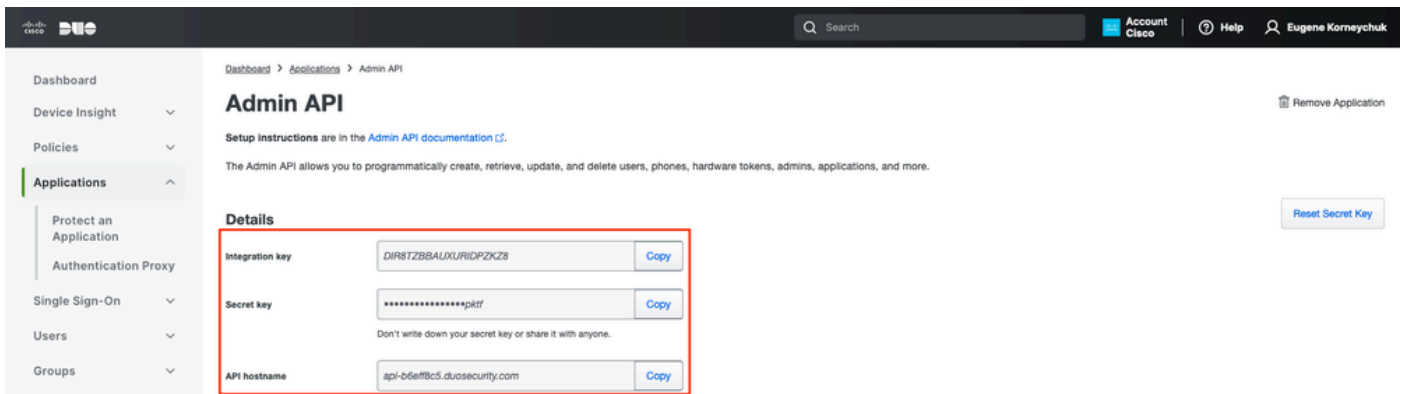 cisco DUO
Search
Account
Cisco
Help
Eugene Korneychuk
Dashboard
Device Insight
Policies
Applications
Protect an
Application
Authentication Proxy
Single Sign-On
Users
Groups
Dashboard > Applications > Admin API
Admin API
Remove Application
Setup instructions are in the Admin API documentation.
The Admin API allows you to programmatically create, retrieve, update, and delete users, phones, hardware tokens, admins, applications, and more.
Details
Reset Secret Key
Integration key DIR8TZBBAUXURIDPZKZ8 Copy
Secret key ••••••••••••••••pktf Copy
Don't write down your secret key or share it with anyone.
API hostname api-b6eff8c5.duosecurity.com Copy